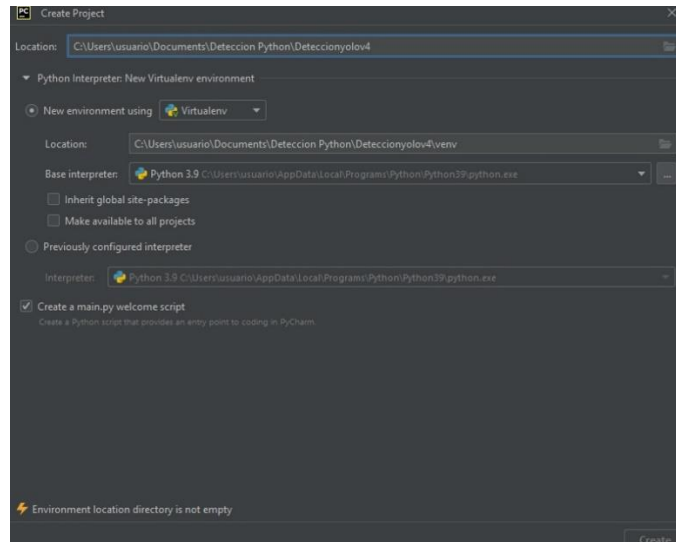 PC Create Project
Location: C:\Users\usuario\Documents\Deteccion Python\Deteccionyolov4
Python Interpreter: New Virtualenv environment
New environment using Virtualenv
Location: C:\Users\usuario\Documents\Deteccion Python\Deteccionyolov4\venv
Base interpreter: Python 3.9 C:\Users\usuario\AppData\Local\Programs\Python\Python39\python.exe ...
Inherit global site-packages
Make available to all projects
Previously configured interpreter
Interpreter: Python 3.9 C:\Users\usuario\AppData\Local\Programs\Python\Python39\python.exe
Create a main.py welcome script
Create a Python script that provides an entry point to coding in PyCharm.
Environment location directory is not empty
Create